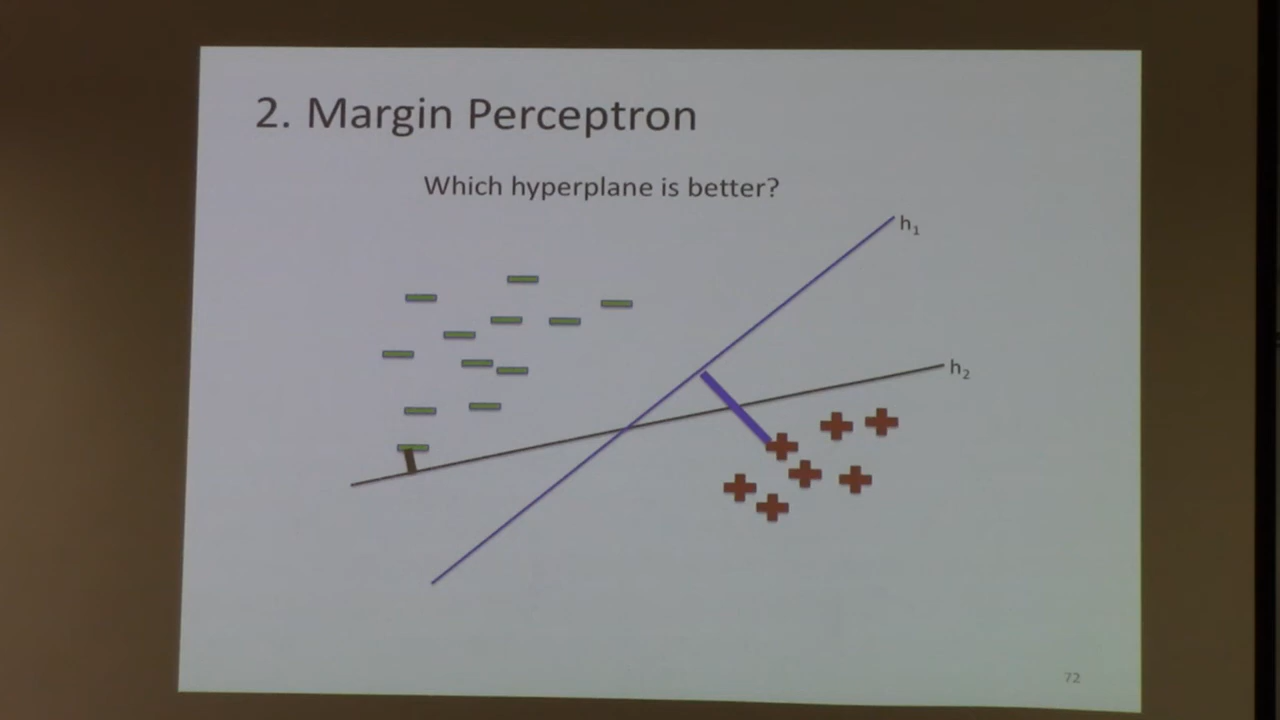 2. Margin Perceptron
Which hyperplane is better?
h1
h2
72